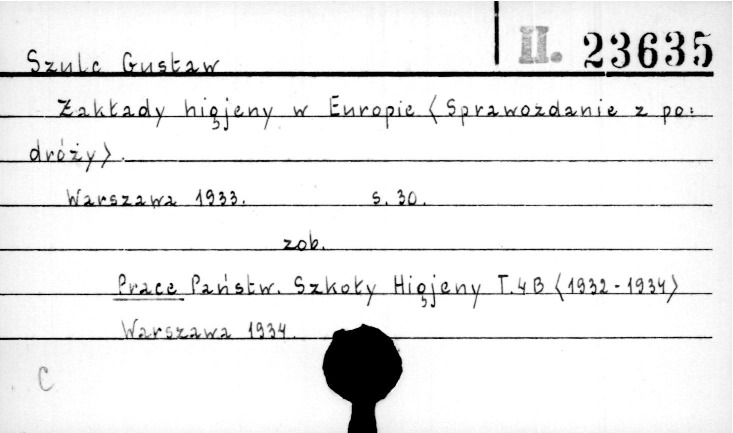 II. 23635
Szulc Gustaw
Zakłady higjeny w Europie (Sprawozdanie z po:
dróży).
Warszawa 1933. s. 30.
zob.
Prace Państw. Szkoły Higjeny T.4B (1932-1934)
Warszawa 1934.
C